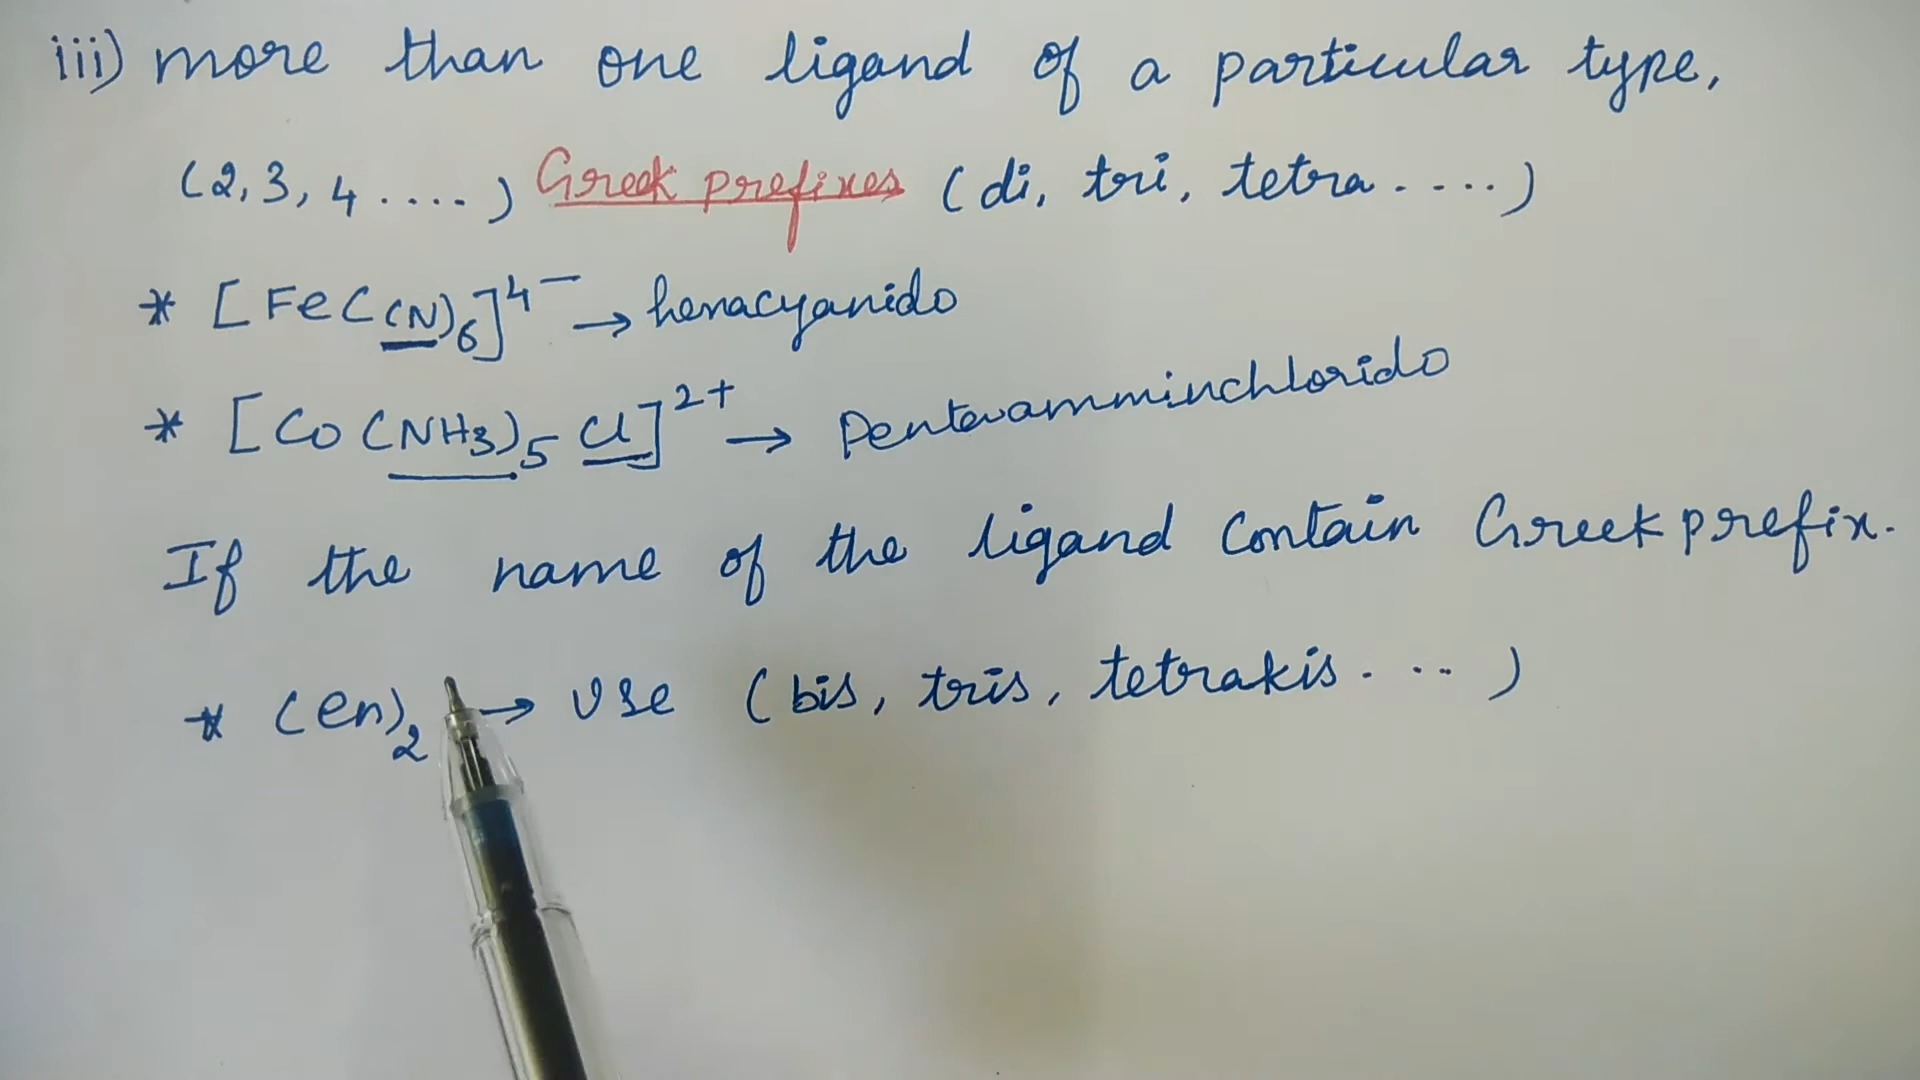 iii) more than one ligand of a particular type,
(2,3,4 .....) Greek prefixes (di, tri, tetra.....)
* [Fe(CN)6]4- → hexacyanido
* [Co(NH3)5 Cl]2+ → Pentaamminchlorido
If the name of the ligand contain Greek prefix.
* (en)2 → Use (bis, tris, tetrakis. ...)